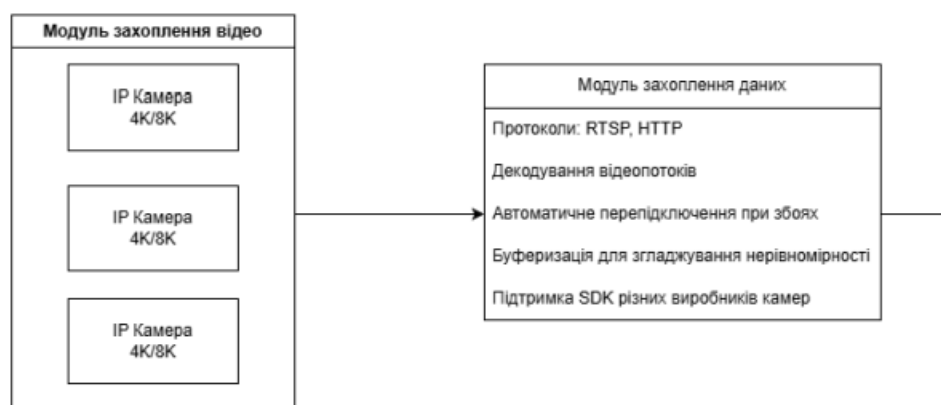 Модуль захоплення відео
IP Камера
4K/8K
IP Камера
4K/8K
IP Камера
4K/8K
Модуль захоплення даних
Протоколи: RTSP, HTTP
Декодування відеопотоків
Автоматичне перепідключення при збоях
Буферизація для згладжування нерівномірності
Підтримка SDK різних виробників камер